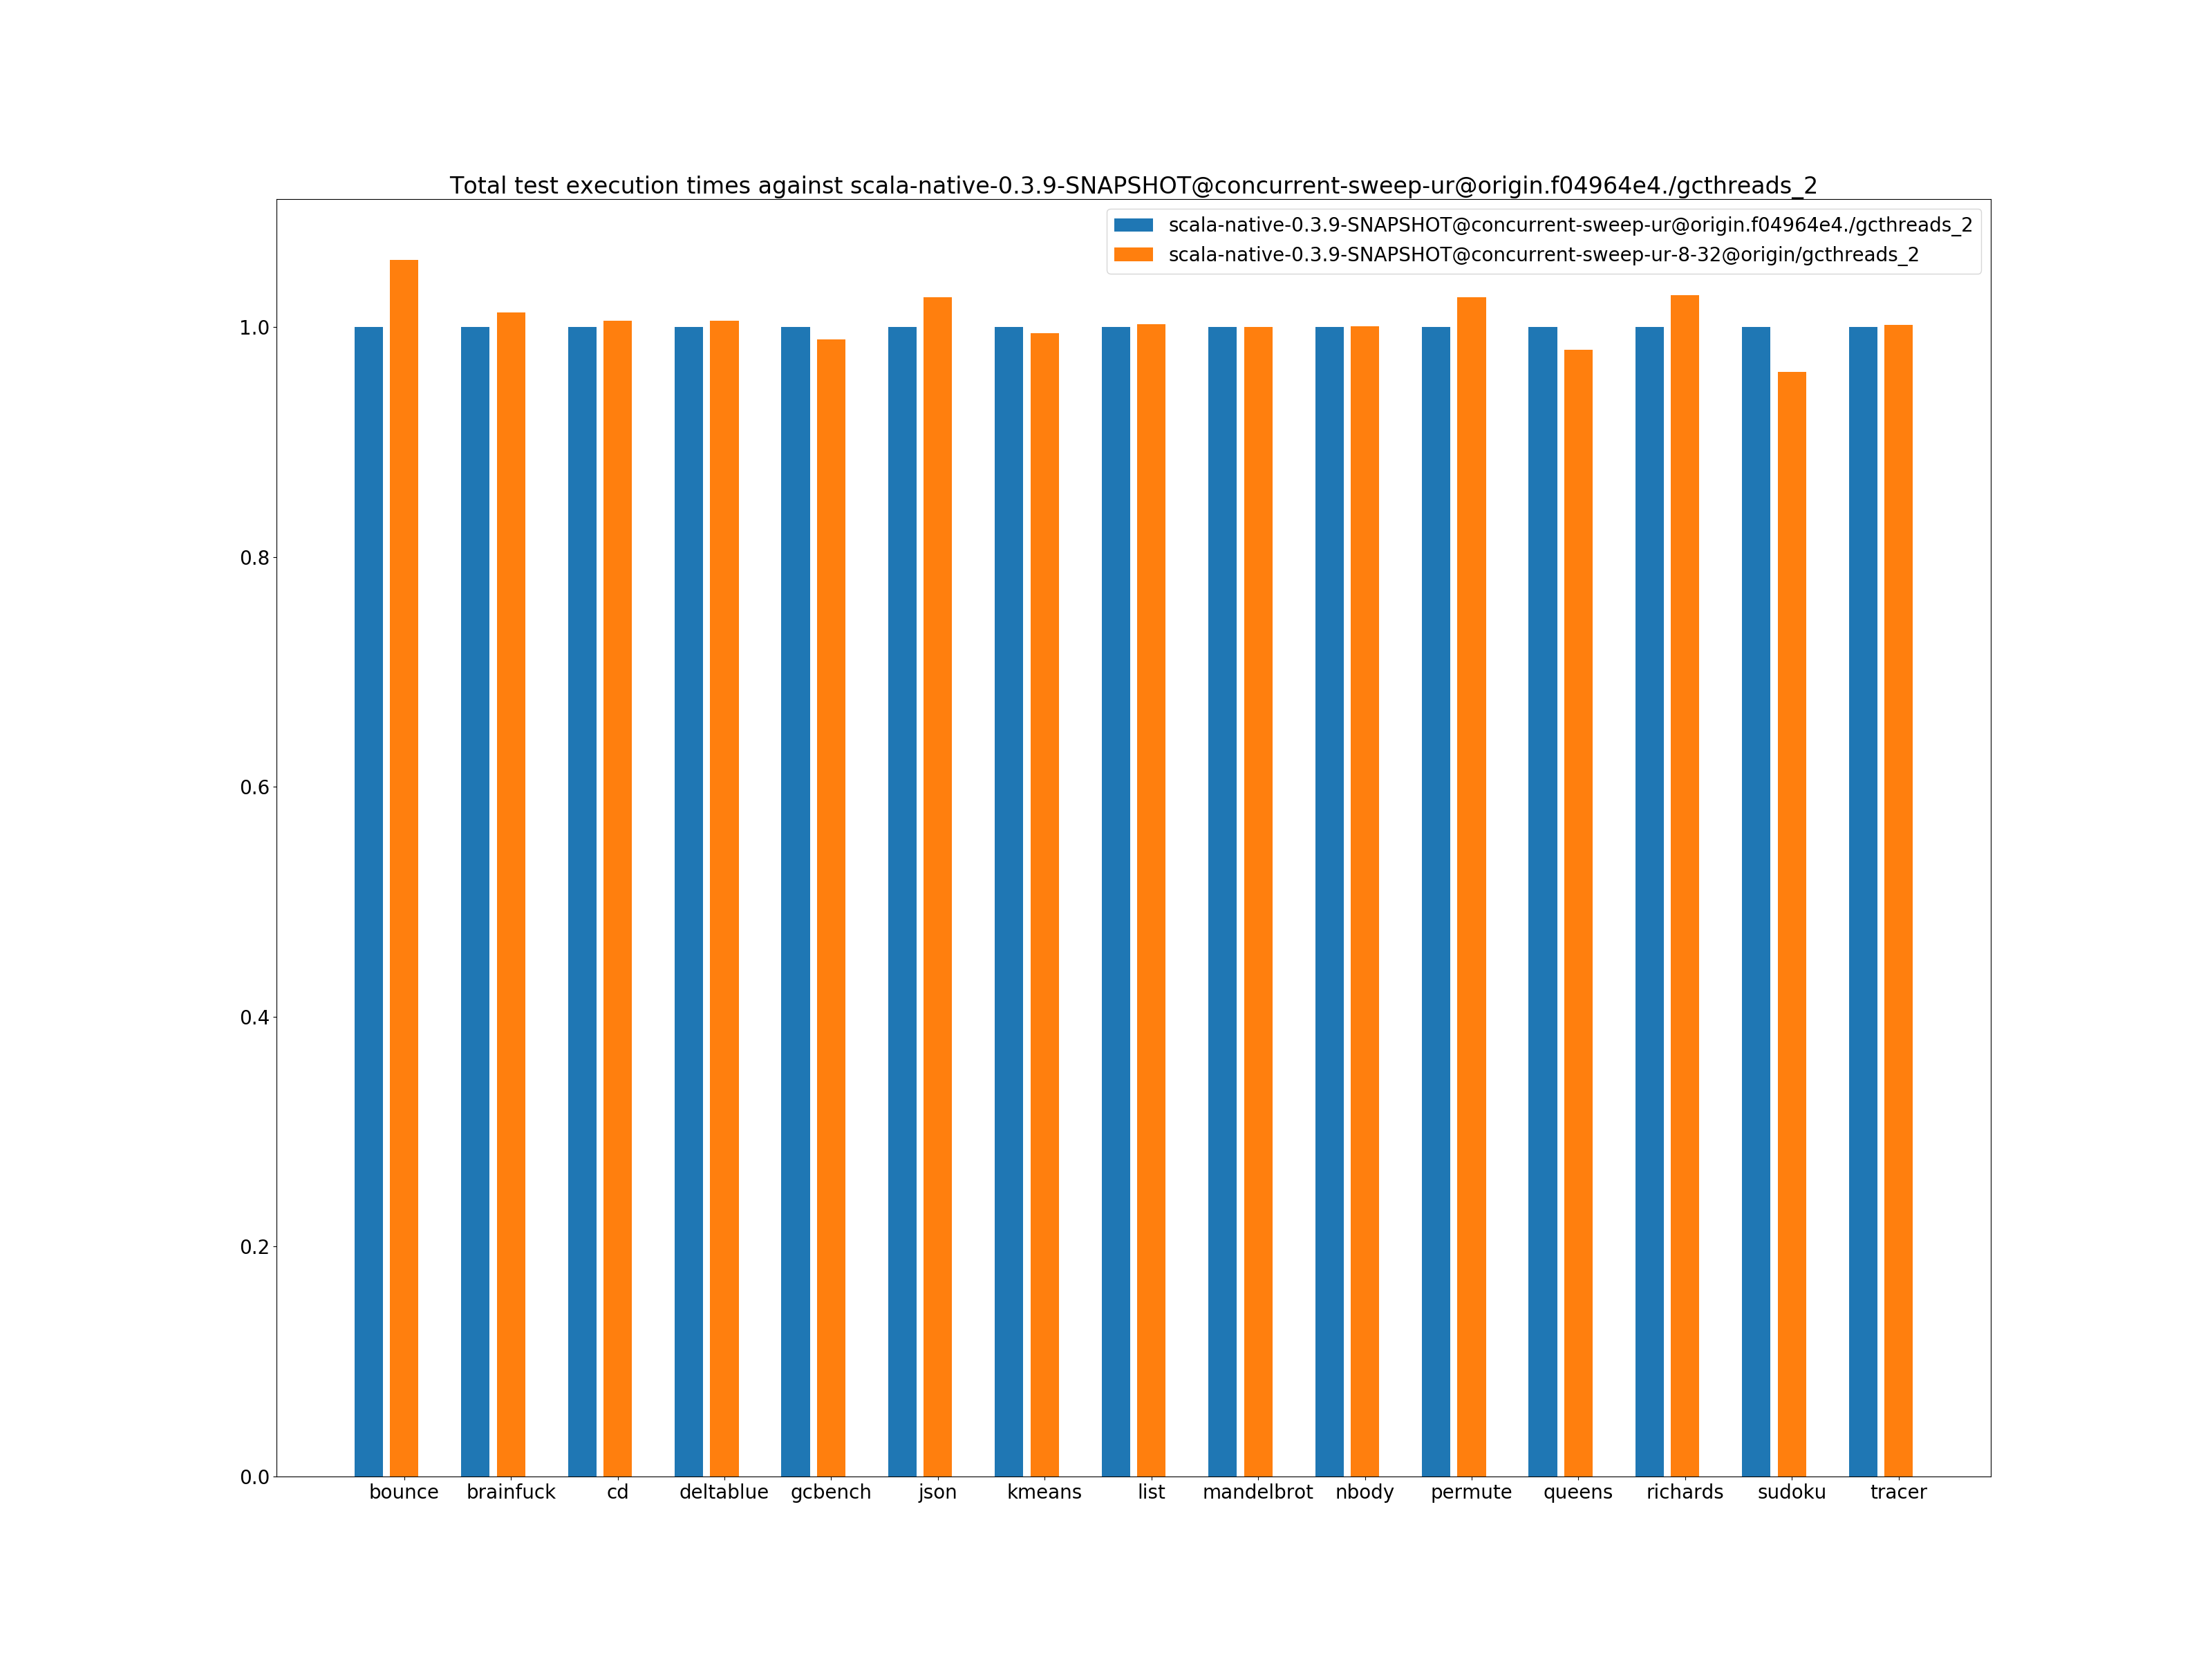 Total test execution times against scala-native-0.3.9-SNAPSHOT@concurrent-sweep-ur@origin.f04964e4./gcthreads_2
scala-native-0.3.9-SNAPSHOT@concurrent-sweep-ur@origin.f04964e4./gcthreads_2
scala-native-0.3.9-SNAPSHOT@concurrent-sweep-ur-8-32@origin/gcthreads_2
1.0
0.8
0.6
0.4
0.2
0.0
bounce brainfuck cd deltablue gcbench json kmeans list mandelbrot nbody permute queens richards sudoku tracer